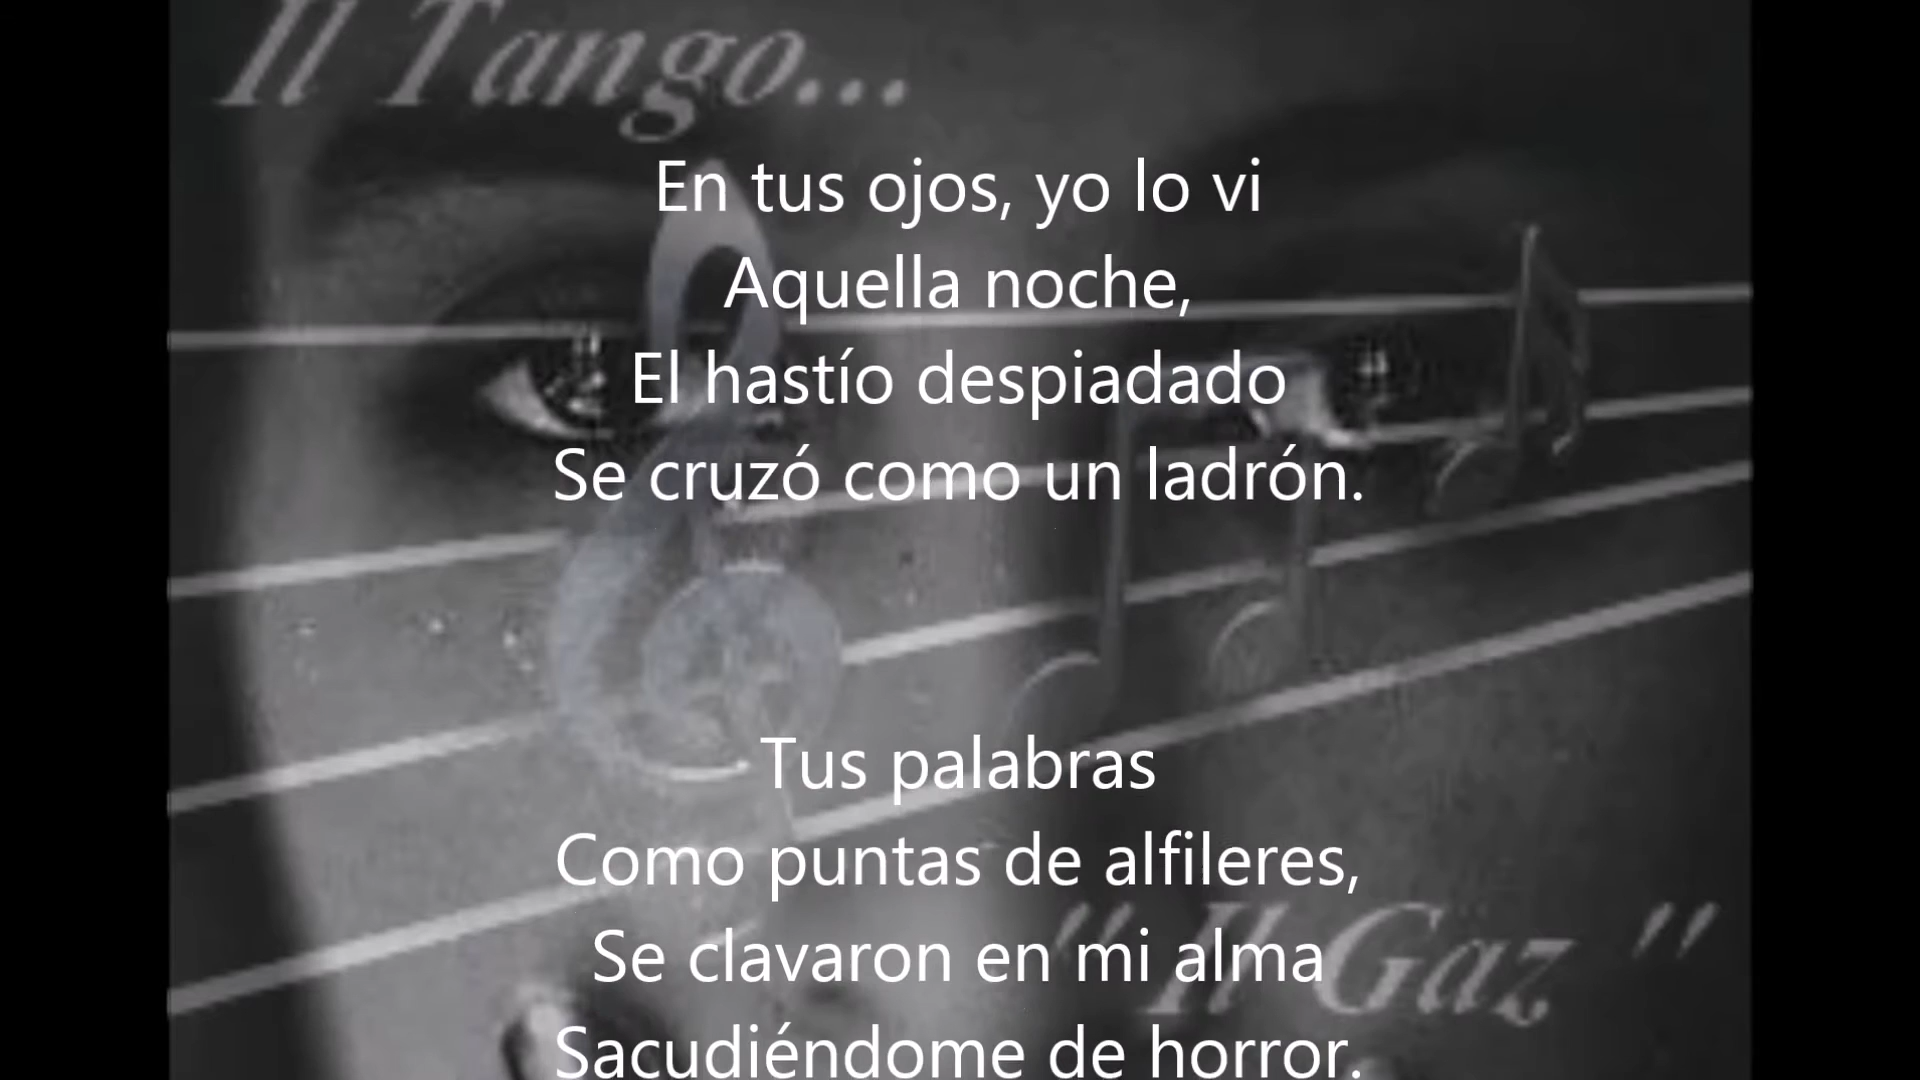 Il Tango...
En tus ojos, yo lo vi
Aquella noche,
El hastío despiadado
Se cruzó como un ladrón.
Tus palabras
Como puntas de alfileres,
Se clavaron en mi alma
Sacudiéndome de horror.
" Il Gaz "